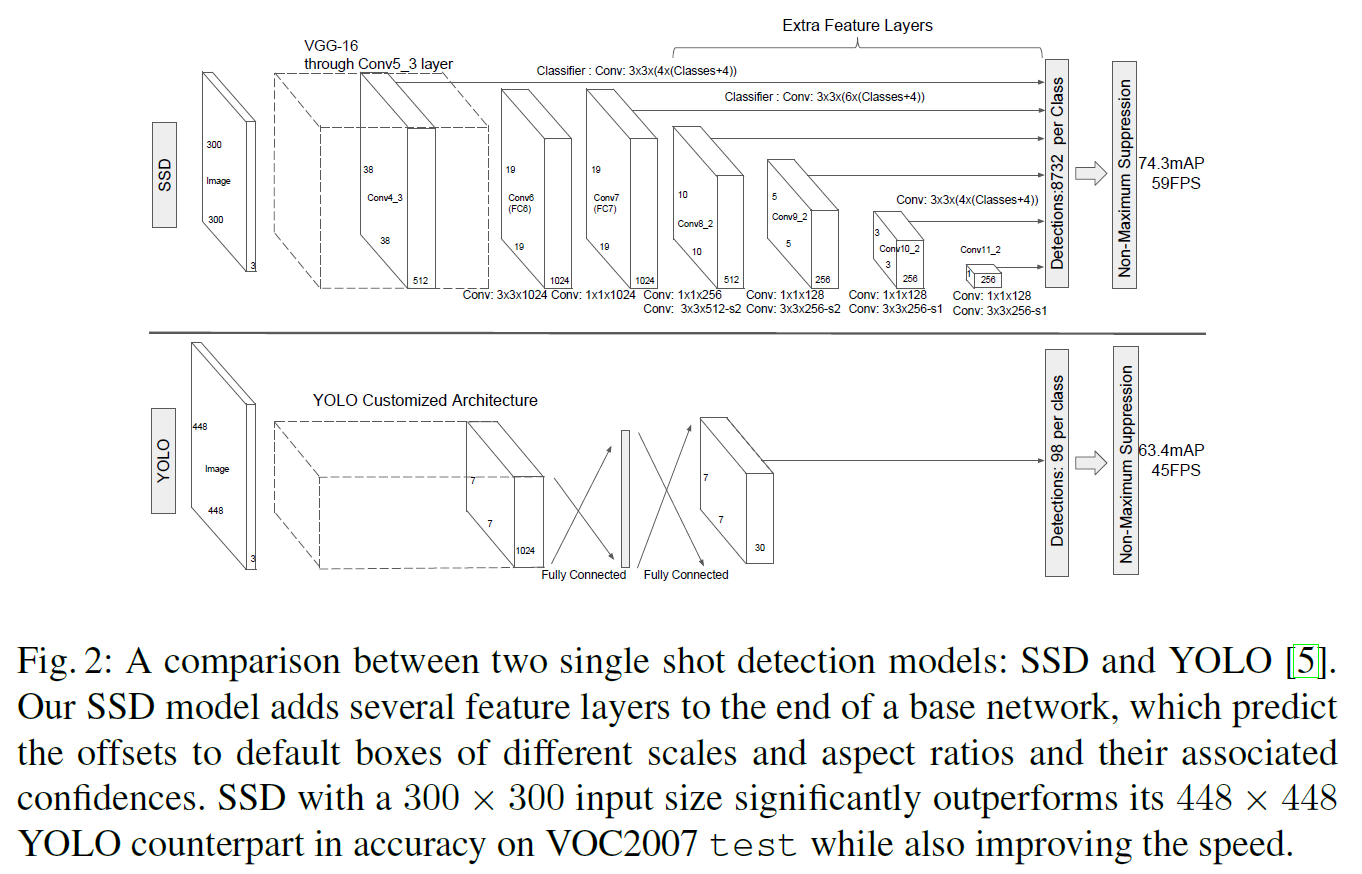 Extra Feature Layers
VGG-16
through Conv5_3 layer
Classifier : Conv: 3x3x(4x(Classes+4))
Classifier : Conv: 3x3x(6x(Classes+4))
SSD
300
Image
300
3
38
Conv4_3
38
512
19
Conv6
(FC6)
19
1024
19
Conv7
(FC7)
19
1024
10
Conv8_2
10
512
5
Conv9_2
5
256
Conv: 3x3x(4x(Classes+4))
3
Conv10_2
3
256
Conv11_2
1
256
Conv: 3x3x1024
Conv: 1x1x1024
Conv: 1x1x256
Conv: 3x3x512-s2
Conv: 1x1x128
Conv: 3x3x256-s2
Conv: 1x1x128
Conv: 3x3x256-s1
Conv: 1x1x128
Conv: 3x3x256-s1
Detections:8732 per Class
Non-Maximum Suppression
74.3mAP
59FPS
YOLO
448
Image
448
3
YOLO Customized Architecture
7
7
1024
Fully Connected
Fully Connected
7
7
30
Detections: 98 per class
Non-Maximum Suppression
63.4mAP
45FPS
Fig. 2: A comparison between two single shot detection models: SSD and YOLO [5].
Our SSD model adds several feature layers to the end of a base network, which predict
the offsets to default boxes of different scales and aspect ratios and their associated
confidences. SSD with a 300 × 300 input size significantly outperforms its 448 × 448
YOLO counterpart in accuracy on VOC2007 test while also improving the speed.